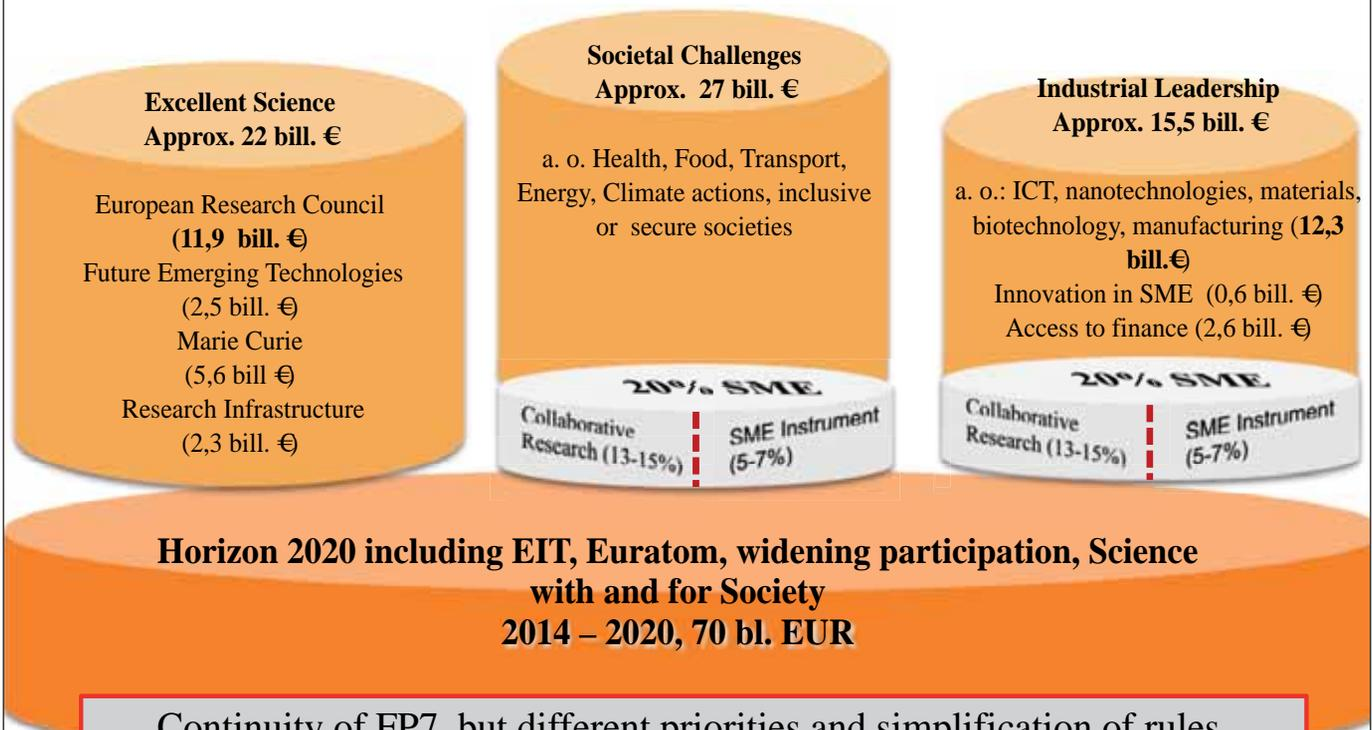 Excellent Science
Approx. 22 bill. €
European Research Council
(11,9 bill. €)
Future Emerging Technologies
(2,5 bill. €)
Marie Curie
(5,6 bill €)
Research Infrastructure
(2,3 bill. €)
Societal Challenges
Approx. 27 bill. €
a. o. Health, Food, Transport,
Energy, Climate actions, inclusive
or secure societies
20% SME
Collaborative
Research (13-15%)
SME Instrument
(5-7%)
Industrial Leadership
Approx. 15,5 bill. €
a. o.: ICT, nanotechnologies, materials,
biotechnology, manufacturing (12,3
bill.€)
Innovation in SME (0,6 bill. €)
Access to finance (2,6 bill. €)
20% SME
Collaborative
Research (13-15%)
SME Instrument
(5-7%)
Horizon 2020 including EIT, Euratom, widening participation, Science
with and for Society
2014 – 2020, 70 bl. EUR
Continuity of FP7, but different priorities and simplification of rules